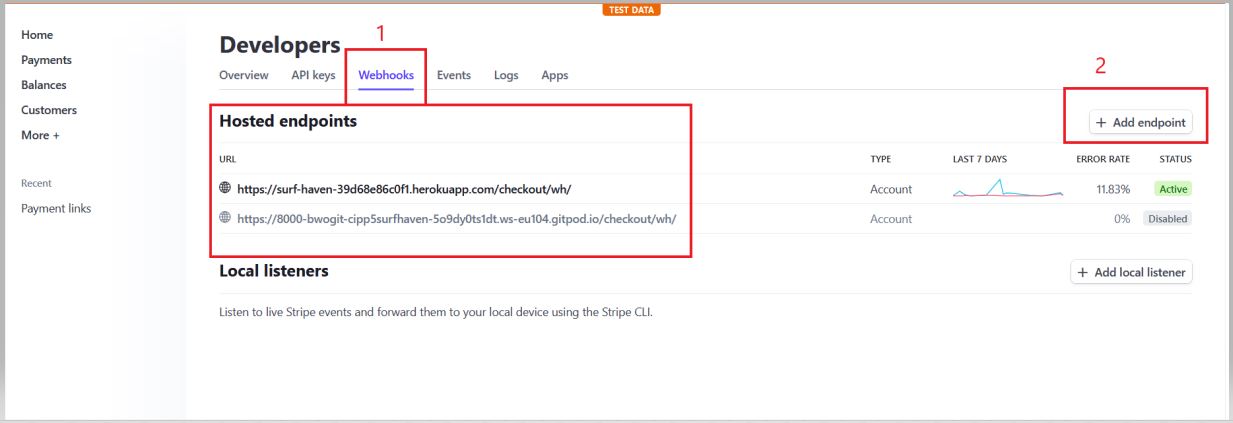 TEST DATA
Home
Payments
Balances
Customers
More +
Recent
Payment links
Developers
1
Overview API keys Webhooks Events Logs Apps
2
Hosted endpoints
+ Add endpoint
URL TYPE LAST 7 DAYS ERROR RATE STATUS
https://surf-haven-39d68e86c0f1.herokuapp.com/checkout/wh/ Account 11.83% Active
https://8000-bwogit-cipp5surfhaven-5o9dy0ts1dt.ws-eu104.gitpod.io/checkout/wh/ Account 0% Disabled
Local listeners
+ Add local listener
Listen to live Stripe events and forward them to your local device using the Stripe CLI.